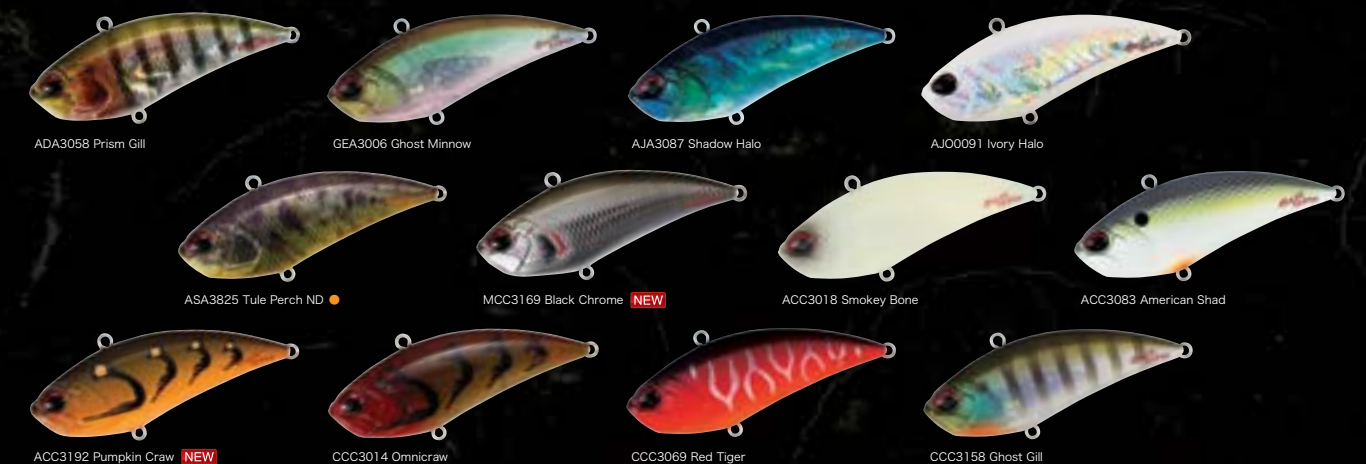 ADA3058 Prism Gill
GEA3006 Ghost Minnow
AJA3087 Shadow Halo
AJO0091 Ivory Halo
ASA3825 Tule Perch ND
MCC3169 Black Chrome NEW
ACC3018 Smokey Bone
ACC3083 American Shad
ACC3192 Pumpkin Craw NEW
CCC3014 Omnicraw
CCC3069 Red Tiger
CCC3158 Ghost Gill